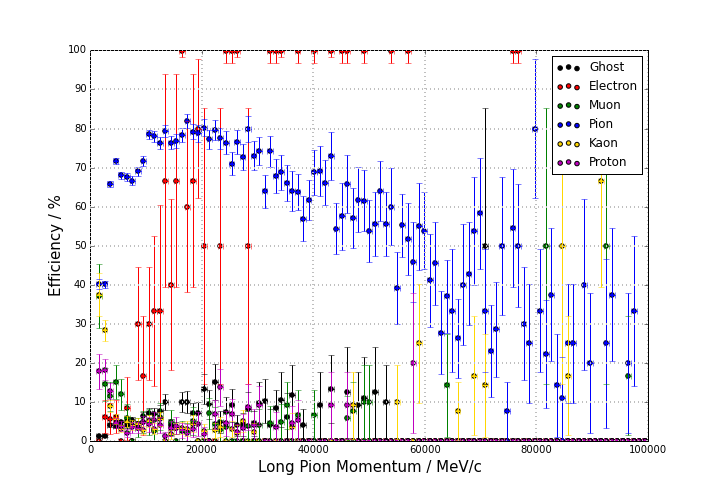 100
90
80
70
60
50
40
30
20
10
0
Efficiency / %
Ghost
Electron
Muon
Pion
Kaon
Proton
0 20000 40000 60000 80000 100000
Long Pion Momentum / MeV/c